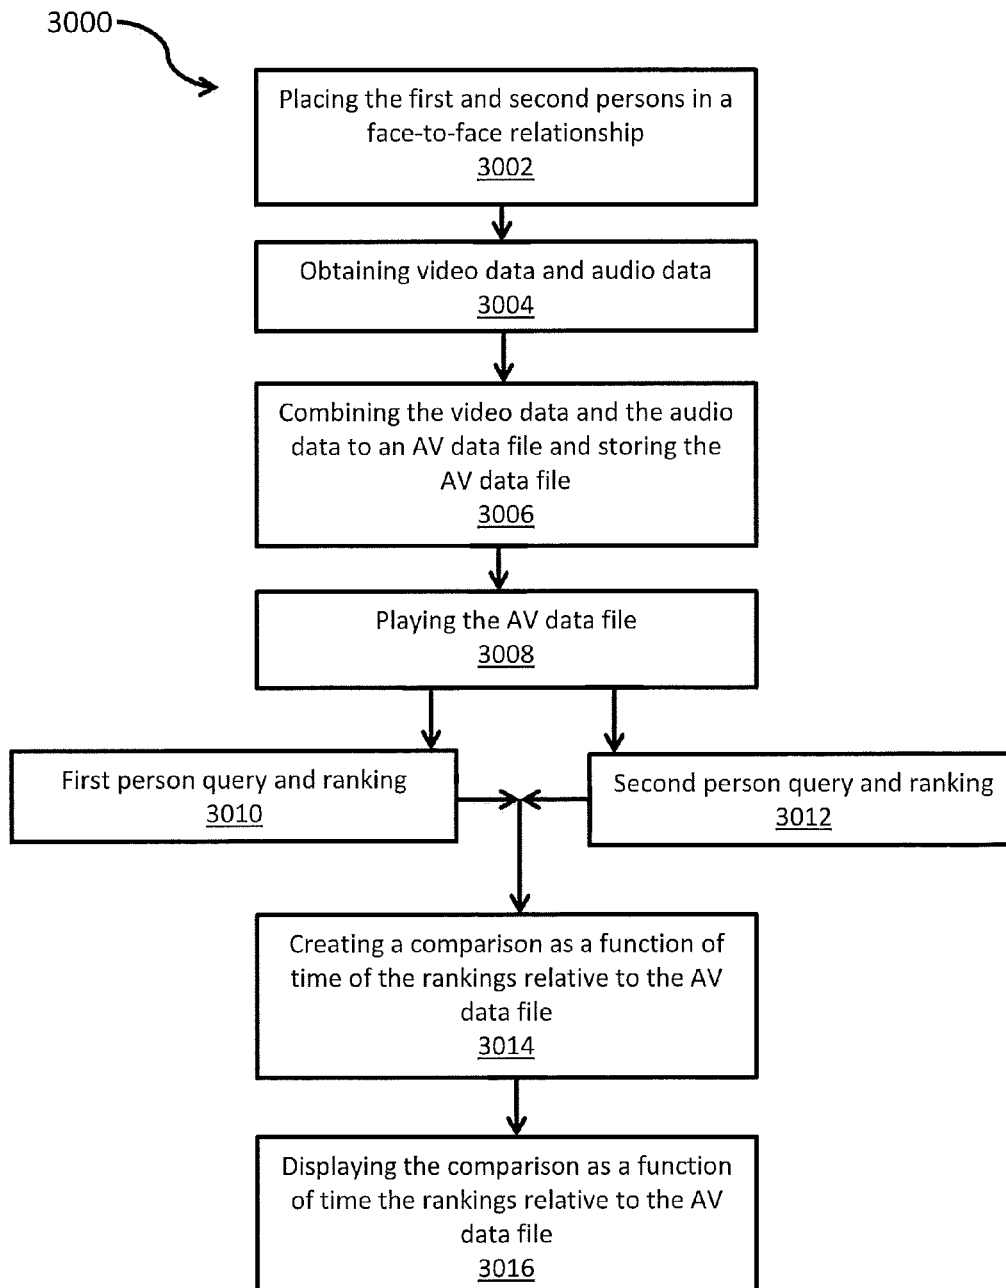 3000
Placing the first and second persons in a
face-to-face relationship
3002
Obtaining video data and audio data
3004
Combining the video data and the audio
data to an AV data file and storing the
AV data file
3006
Playing the AV data file
3008
First person query and ranking
3010
Second person query and ranking
3012
Creating a comparison as a function of
time of the rankings relative to the AV
data file
3014
Displaying the comparison as a function
of time the rankings relative to the AV
data file
3016